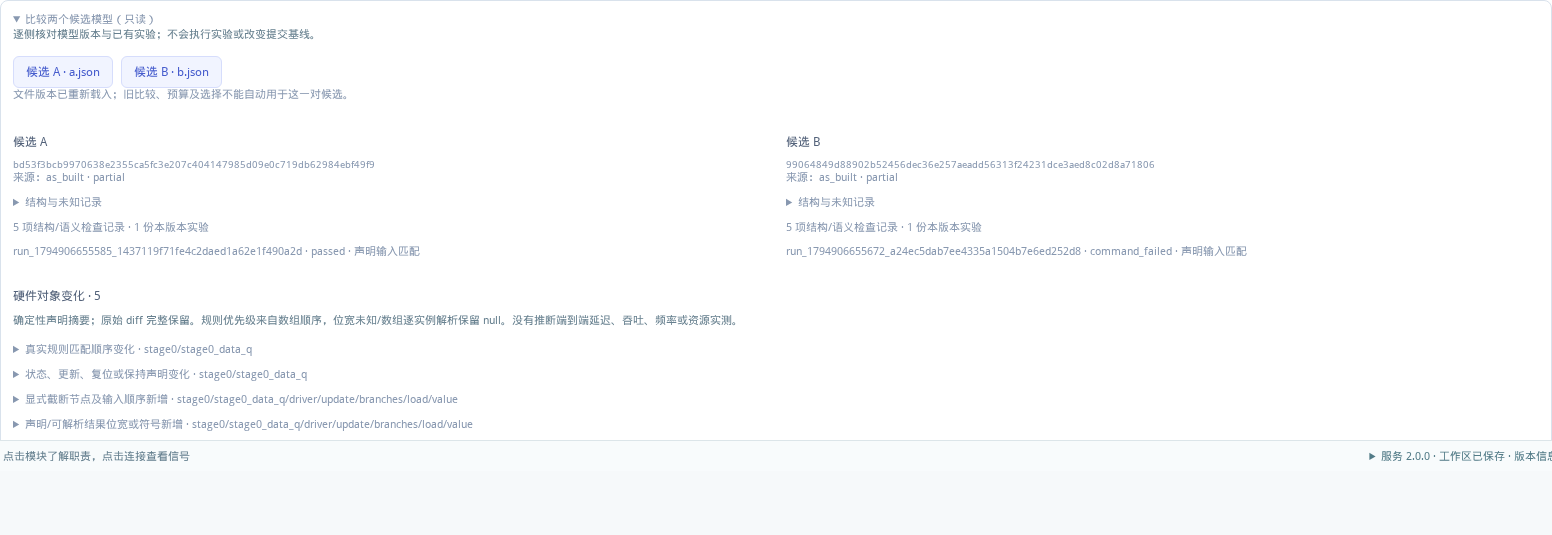 ▼ 比较两个候选模型（只读）
逐侧核对模型版本与已有实验；不会执行实验或改变提交基线。
候选 A · a.json
候选 B · b.json
文件版本已重新载入；旧比较、预算及选择不能自动用于这一对候选。
候选 A
bd53f3bcb9970638e2355ca5fc3e207c404147985d09e0c719db62984ebf49f9
来源：as_built · partial
▶ 结构与未知记录
5 项结构/语义检查记录 · 1 份本版本实验
run_1794906655585_1437119f71fe4c2daed1a62e1f490a2d · passed · 声明输入匹配
候选 B
99064849d88902b52456dec36e257aeadd56313f24231dce3aed8c02d8a71806
来源：as_built · partial
▶ 结构与未知记录
5 项结构/语义检查记录 · 1 份本版本实验
run_1794906655672_a24ec5dab7ee4335a1504b7e6ed252d8 · command_failed · 声明输入匹配
硬件对象变化 · 5
确定性声明摘要；原始 diff 完整保留。规则优先级来自数组顺序，位宽未知/数组逐实例解析保留 null。没有推断端到端延迟、吞吐、频率或资源实测。
▶ 真实规则匹配顺序变化 · stage0/stage0_data_q
▶ 状态、更新、复位或保持声明变化 · stage0/stage0_data_q
▶ 显式截断节点及输入顺序新增 · stage0/stage0_data_q/driver/update/branches/load/value
▶ 声明/可解析结果位宽或符号新增 · stage0/stage0_data_q/driver/update/branches/load/value
点击模块了解职责，点击连接查看信号
▶ 服务 2.0.0 · 工作区已保存 · 版本信息